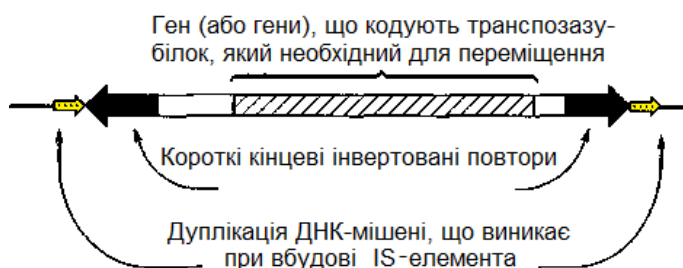 Ген (або гени), що кодують транспозазу-
білок, який необхідний для переміщення
Короткі кінцеві інвертовані повтори
Дуплікація ДНК-мішені, що виникає
при вбудові IS-елемента